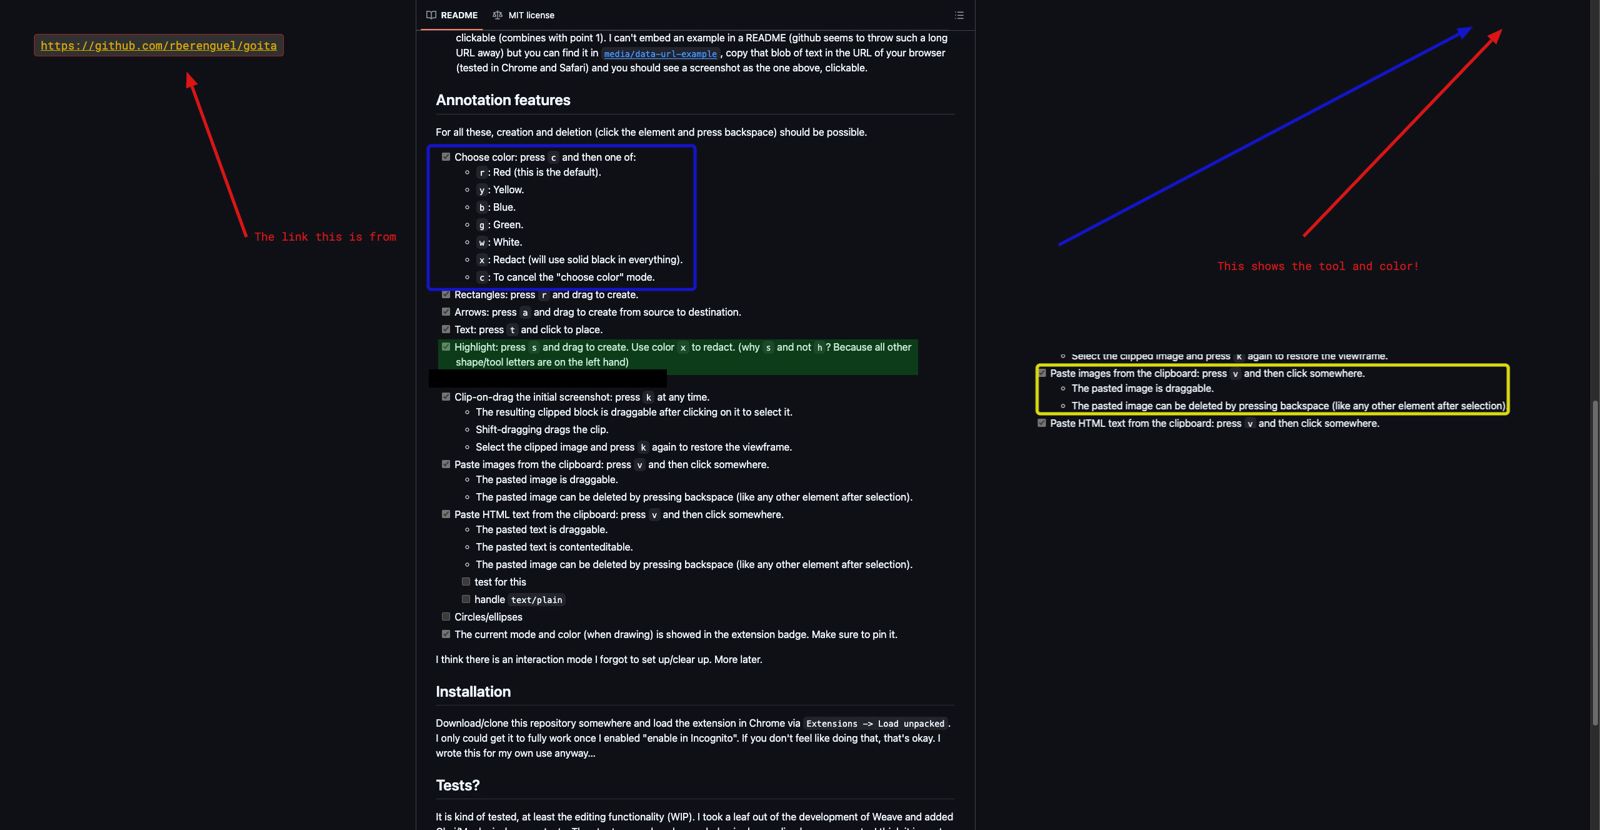 https://github.com/rberenguel/goita
The link this is from
README MIT license
clickable (combines with point 1). I can't embed an example in a README (github seems to throw such a long
URL away) but you can find it in media/data-url-example, copy that blob of text in the URL of your browser
(tested in Chrome and Safari) and you should see a screenshot as the one above, clickable.
Annotation features
For all these, creation and deletion (click the element and press backspace) should be possible.
Choose color: press c and then one of:
r: Red (this is the default).
y: Yellow.
b: Blue.
g: Green.
w: White.
x: Redact (will use solid black in everything).
c: To cancel the "choose color" mode.
Rectangles: press r and drag to create.
Arrows: press a and drag to create from source to destination.
Text: press t and click to place.
Highlight: press s and drag to create. Use color x to redact. (why s and not h? Because all other
shape/tool letters are on the left hand)
Clip-on-drag the initial screenshot: press k at any time.
The resulting clipped block is draggable after clicking on it to select it.
Shift-dragging drags the clip.
Select the clipped image and press k again to restore the viewframe.
Paste images from the clipboard: press v and then click somewhere.
The pasted image is draggable.
The pasted image can be deleted by pressing backspace (like any other element after selection).
Paste HTML text from the clipboard: press v and then click somewhere.
The pasted text is draggable.
The pasted text is contenteditable.
The pasted image can be deleted by pressing backspace (like any other element after selection).
test for this
handle text/plain
Circles/ellipses
The current mode and color (when drawing) is showed in the extension badge. Make sure to pin it.
I think there is an interaction mode I forgot to set up/clear up. More later.
Installation
Download/clone this repository somewhere and load the extension in Chrome via Extensions -> Load unpacked.
I only could get it to fully work once I enabled "enable in Incognito". If you don't feel like doing that, that's okay. I
wrote this for my own use anyway...
Tests?
It is kind of tested, at least the editing functionality (WIP). I took a leaf out of the development of Weave and added
This shows the tool and color!
Select the clipped image and press k again to restore the viewframe.
Paste images from the clipboard: press v and then click somewhere.
The pasted image is draggable.
The pasted image can be deleted by pressing backspace (like any other element after selection)
Paste HTML text from the clipboard: press v and then click somewhere.